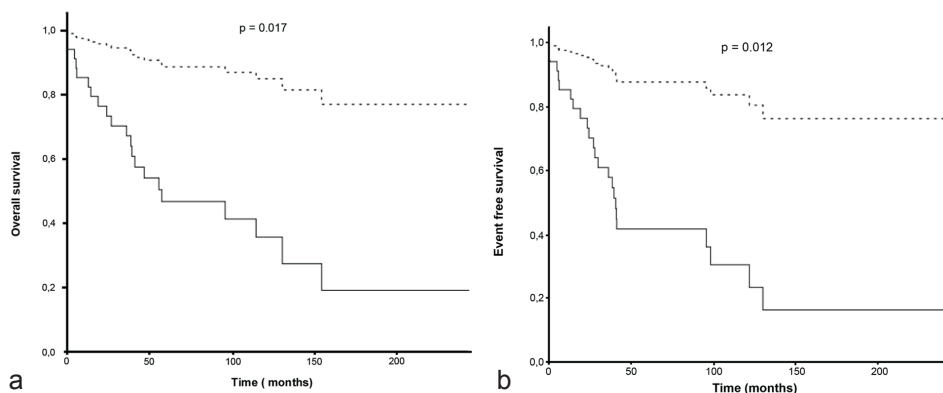 p = 0.017
1,0
0,8
0,6
0,4
0,2
0,0
Overall survival
0
50
100
150
200
Time ( months)
a
p = 0.012
1,0
0,8
0,6
0,4
0,2
0,0
Event free survival
0
50
100
150
200
Time (months)
b